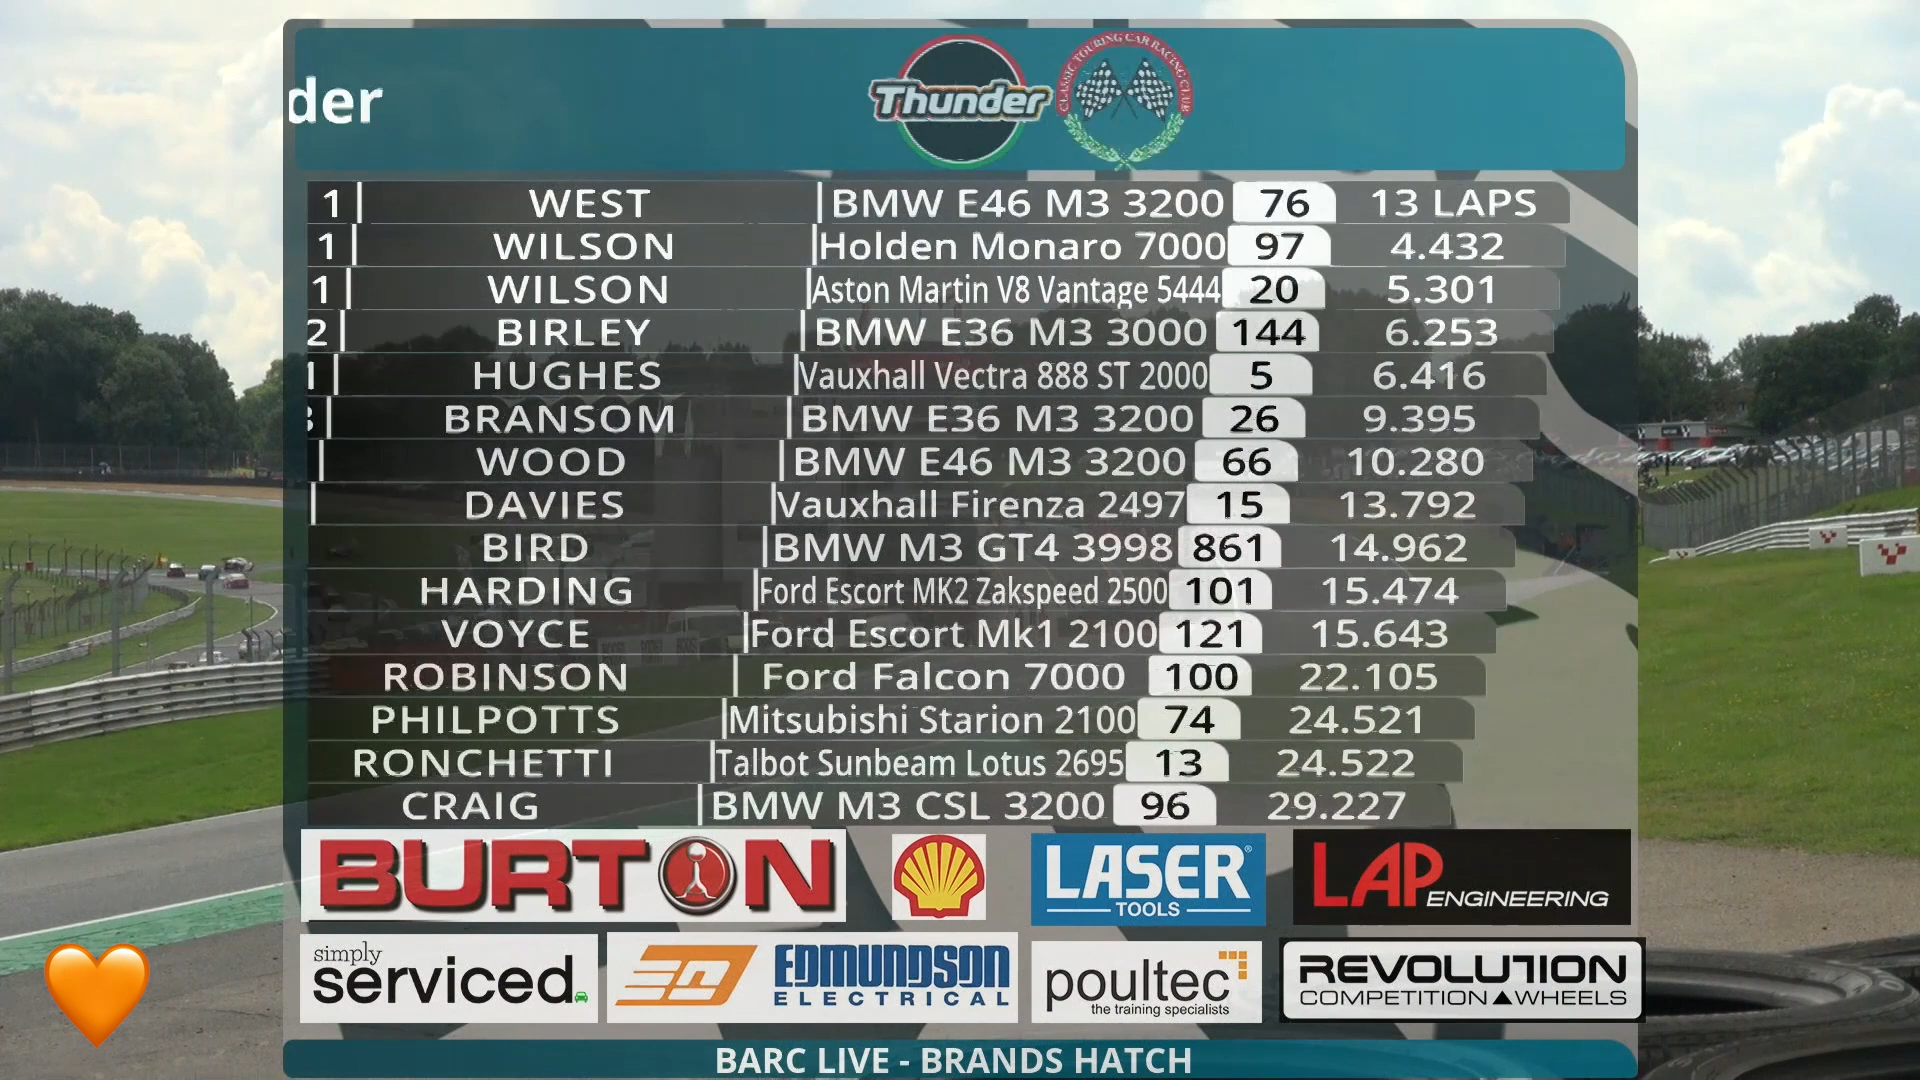 der
Thunder
CLASSIC TOURING CAR RACING CLUB
1 WEST BMW E46 M3 3200 76 13 LAPS
1 WILSON Holden Monaro 7000 97 4.432
1 WILSON Aston Martin V8 Vantage 5444 20 5.301
2 BIRLEY BMW E36 M3 3000 144 6.253
1 HUGHES Vauxhall Vectra 888 ST 2000 5 6.416
3 BRANSOM BMW E36 M3 3200 26 9.395
WOOD BMW E46 M3 3200 66 10.280
DAVIES Vauxhall Firenza 2497 15 13.792
BIRD BMW M3 GT4 3998 861 14.962
HARDING Ford Escort MK2 Zakspeed 2500 101 15.474
VOYCE Ford Escort Mk1 2100 121 15.643
ROBINSON Ford Falcon 7000 100 22.105
PHILPOTTS Mitsubishi Starion 2100 74 24.521
RONCHETTI Talbot Sunbeam Lotus 2695 13 24.522
CRAIG BMW M3 CSL 3200 96 29.227
BURTON
LASER®
TOOLS
LAP ENGINEERING
simply
serviced.
EDMUNDSON
ELECTRICAL
poultec
the training specialists
REVOLUTION
COMPETITION WHEELS
BARC LIVE - BRANDS HATCH